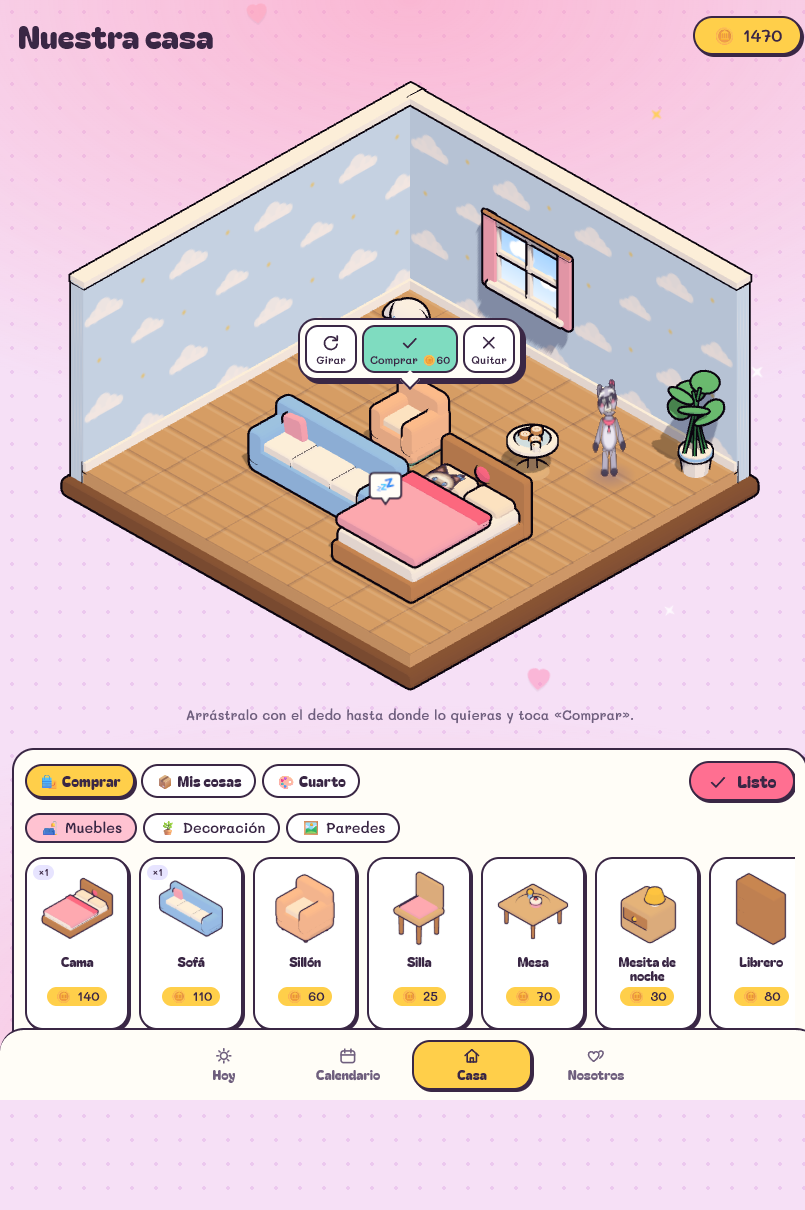 Nuestra casa
1470
Girar
Comprar 60
Quitar
💤
Arrástralo con el dedo hasta donde lo quieras y toca «Comprar».
Comprar
Mis cosas
Cuarto
Listo
Muebles
Decoración
Paredes
×1
×1
Cama
Sofá
Sillón
Silla
Mesa
Mesita de
noche
Librero
140
110
60
25
70
30
80
Hoy
Calendario
Casa
Nosotros